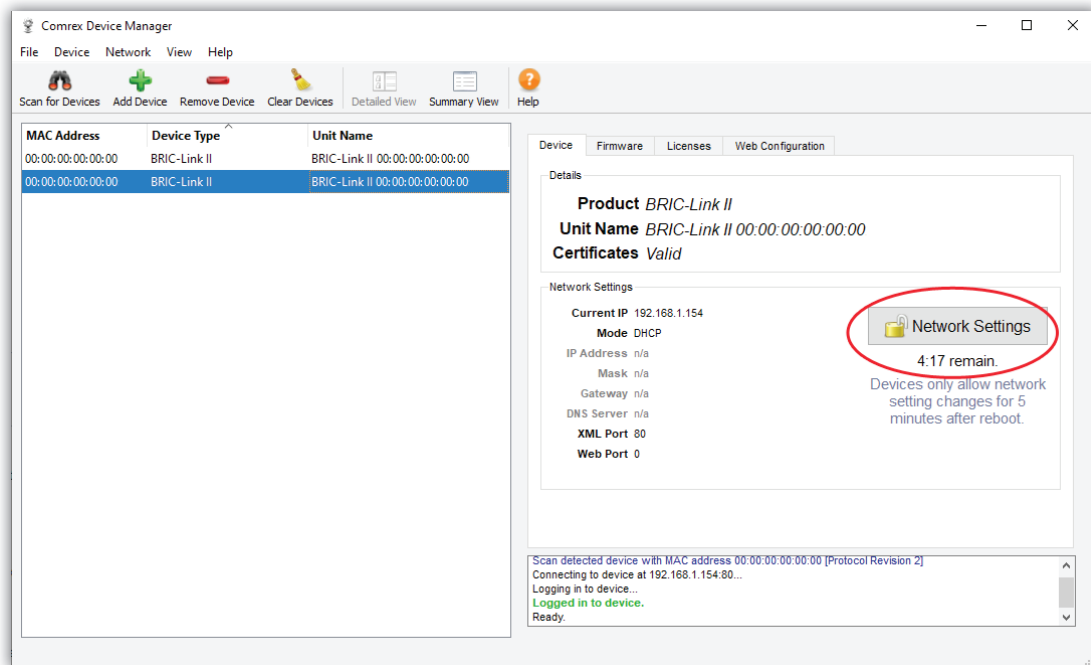 Comrex Device Manager
File Device Network View Help
Scan for Devices Add Device Remove Device Clear Devices Detailed View Summary View Help
MAC Address Device Type Unit Name
00:00:00:00:00:00 BRIC-Link II BRIC-Link II 00:00:00:00:00:00
00:00:00:00:00:00 BRIC-Link II BRIC-Link II 00:00:00:00:00:00
Device Firmware Licenses Web Configuration
Details
Product BRIC-Link II
Unit Name BRIC-Link II 00:00:00:00:00:00
Certificates Valid
Network Settings
Current IP 192.168.1.154
Mode DHCP
IP Address n/a
Mask n/a
Gateway n/a
DNS Server n/a
XML Port 80
Web Port 0
Network Settings
4:17 remain.
Devices only allow network
setting changes for 5
minutes after reboot.
Scan detected device with MAC address 00:00:00:00:00:00 [Protocol Revision 2]
Connecting to device at 192.168.1.154:80...
Logging in to device...
Logged in to device.
Ready.